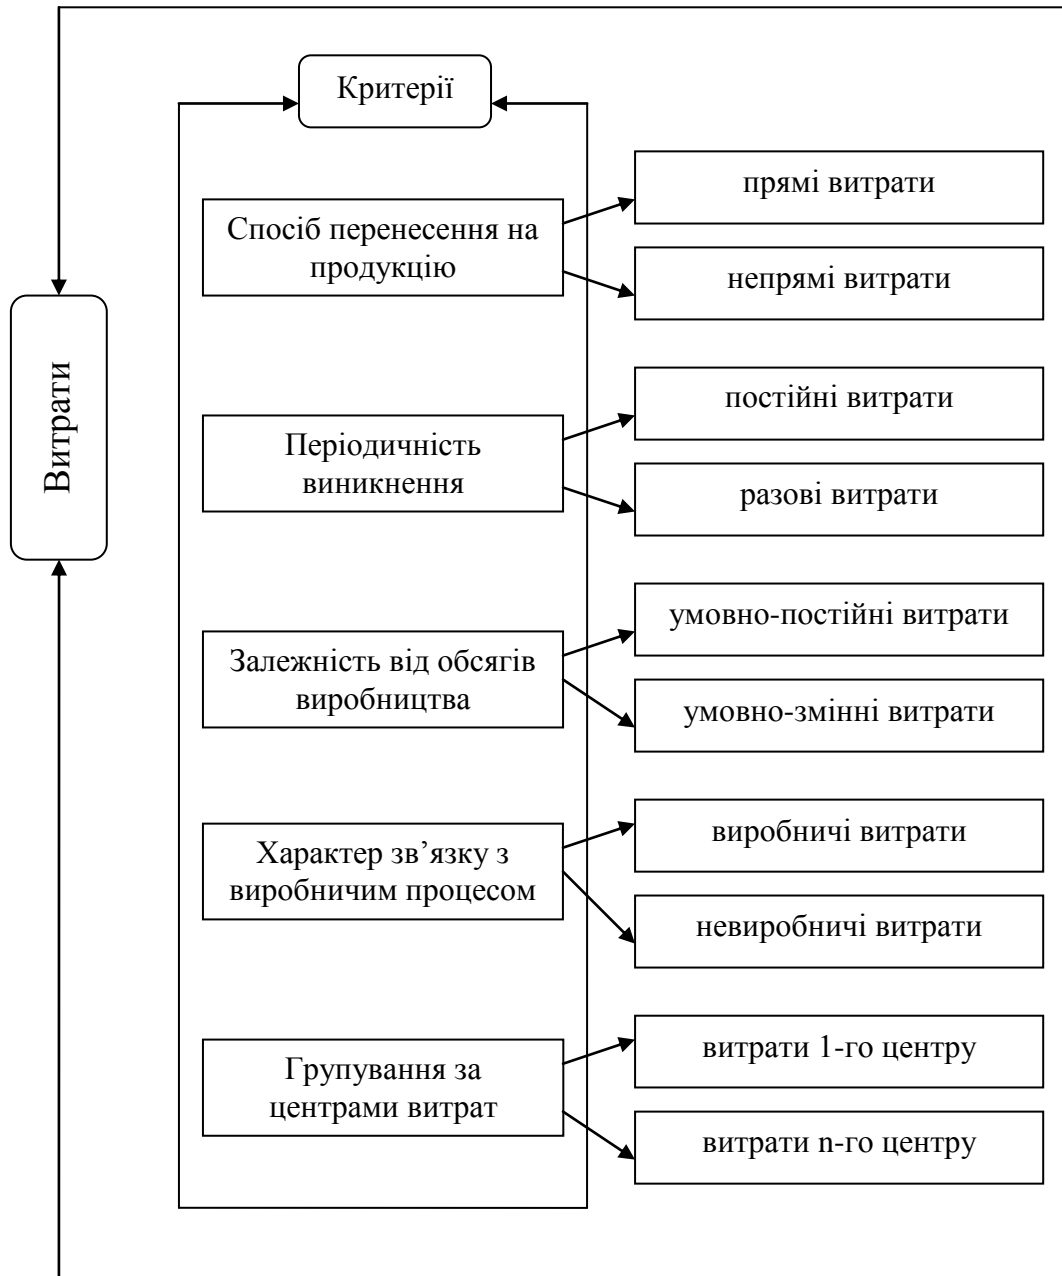 Критерії
Витрати
Спосіб перенесення на
продукцію
прямі витрати
непрямі витрати
Періодичність
виникнення
постійні витрати
разові витрати
Залежність від обсягів
виробництва
умовно-постійні витрати
умовно-змінні витрати
Характер зв’язку з
виробничим процесом
виробничі витрати
невиробничі витрати
Групування за
центрами витрат
витрати 1-го центру
витрати n-го центру